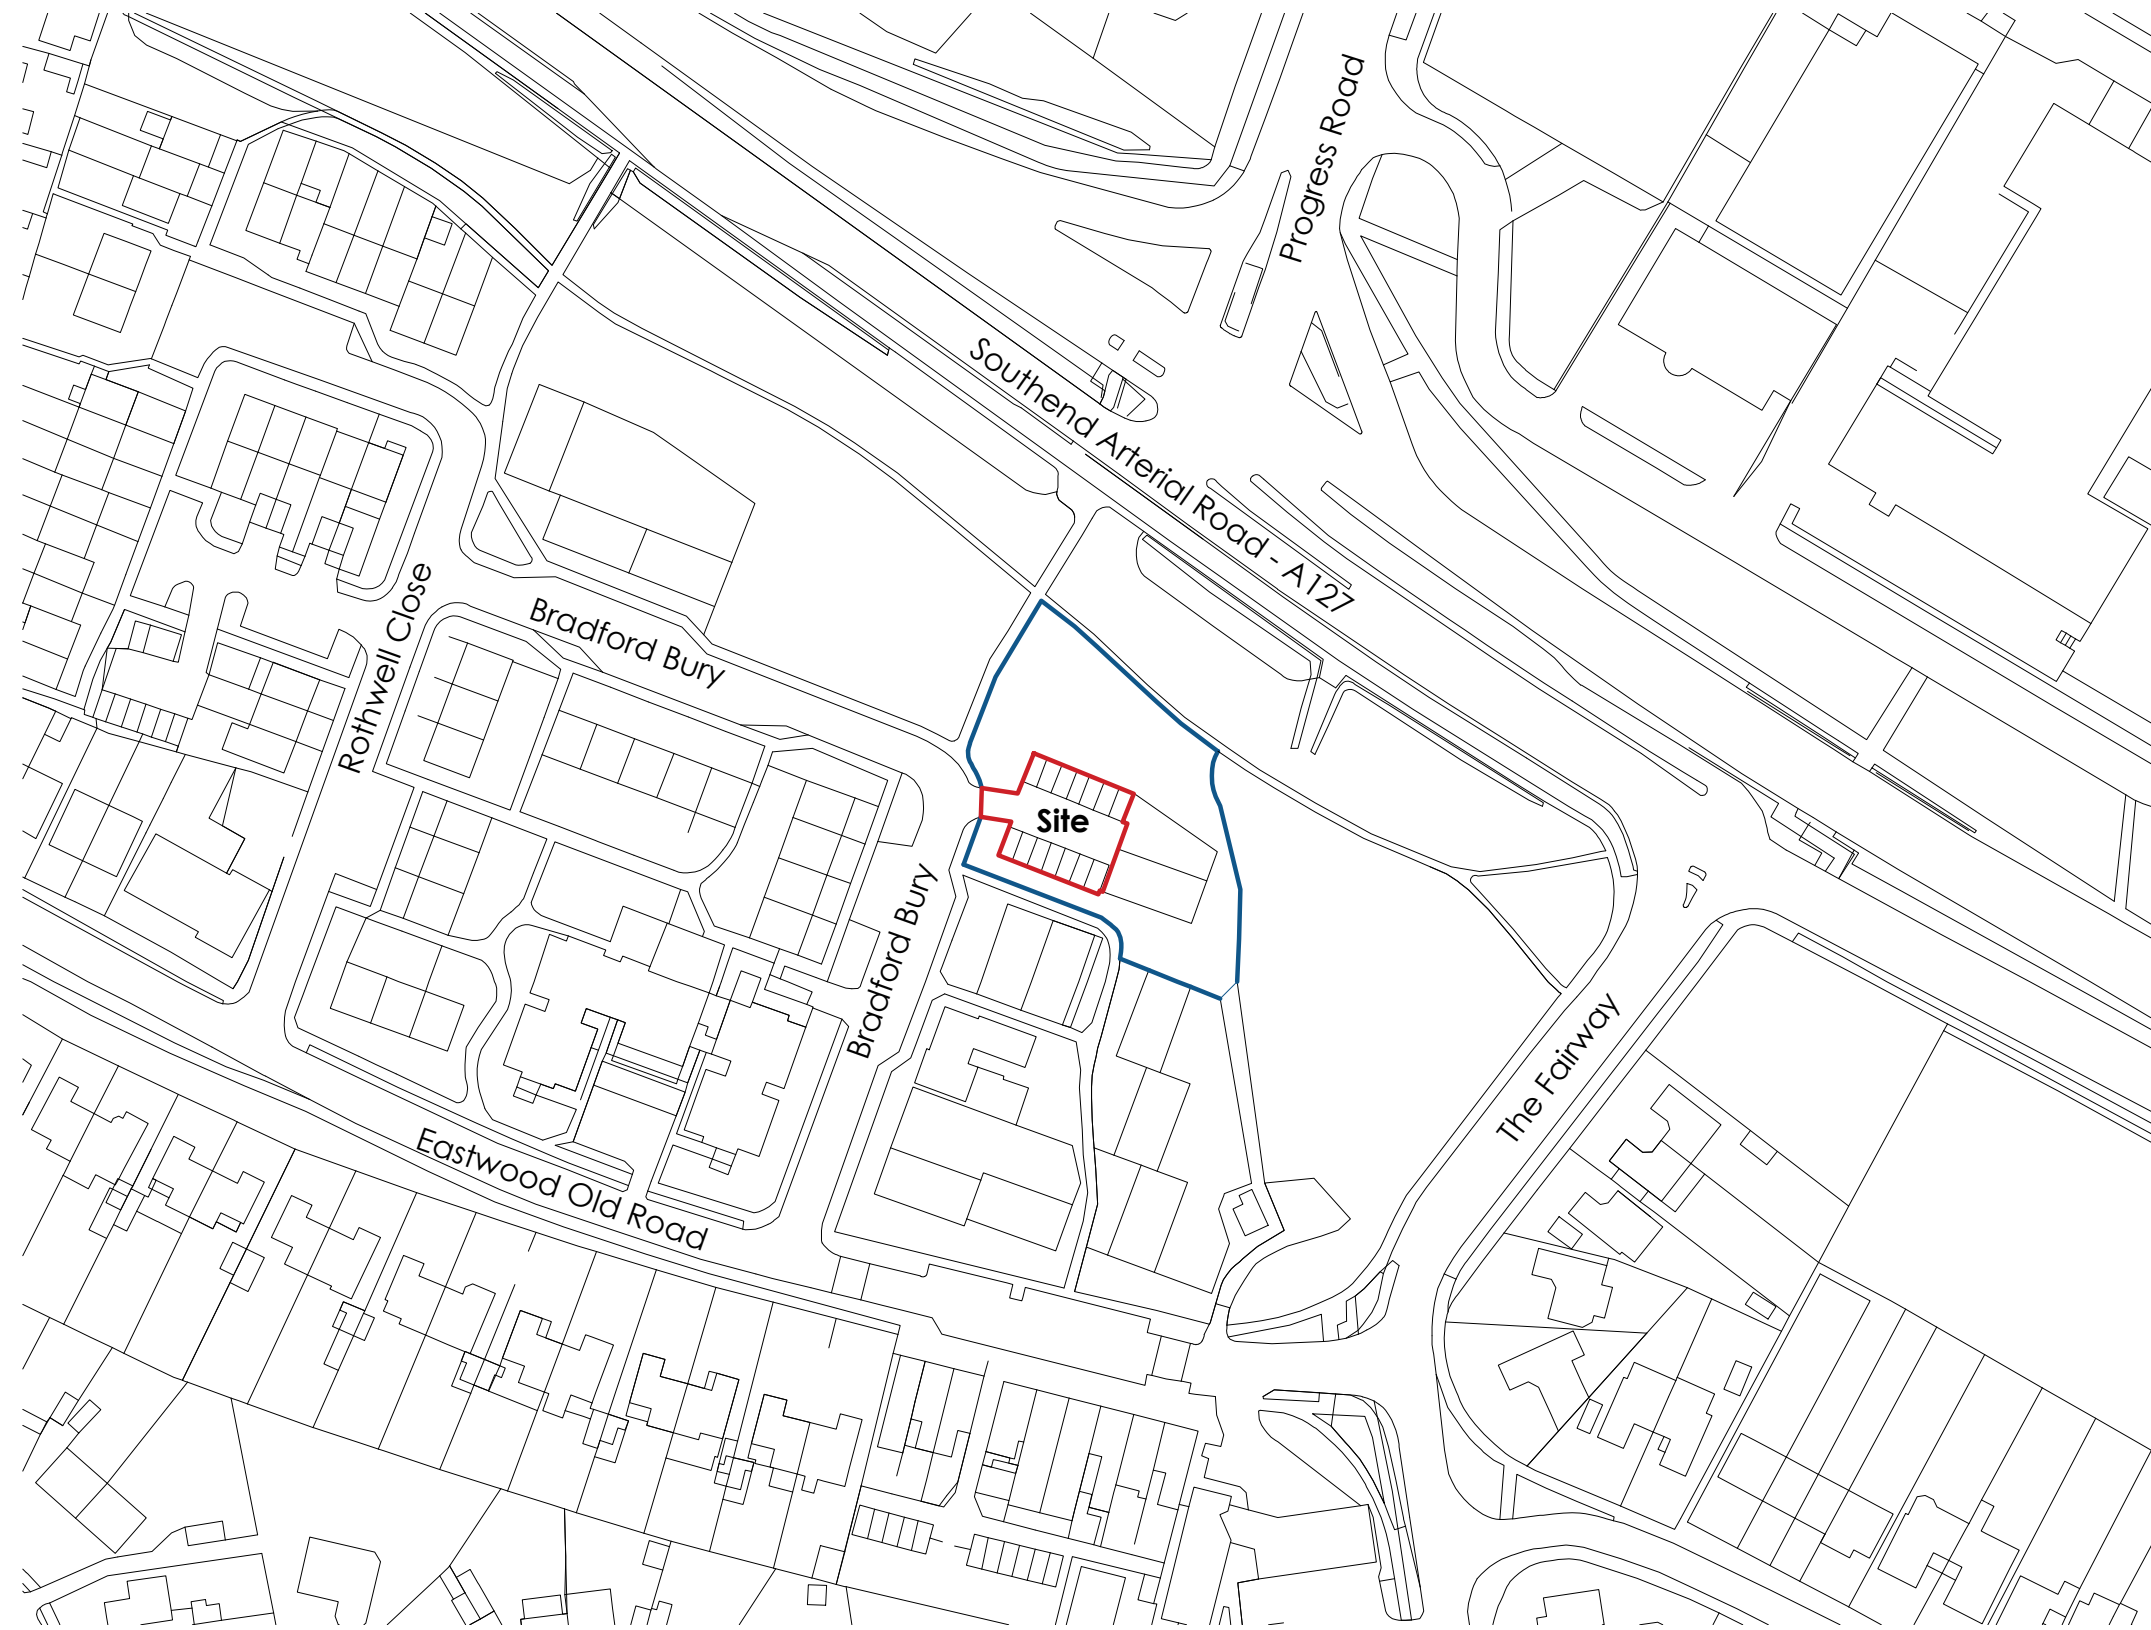 Progress Road
Southend Arterial Road - A127
Rothwell Close
Bradford Bury
Site
Bradford Bury
The Fairway
Eastwood Old Road